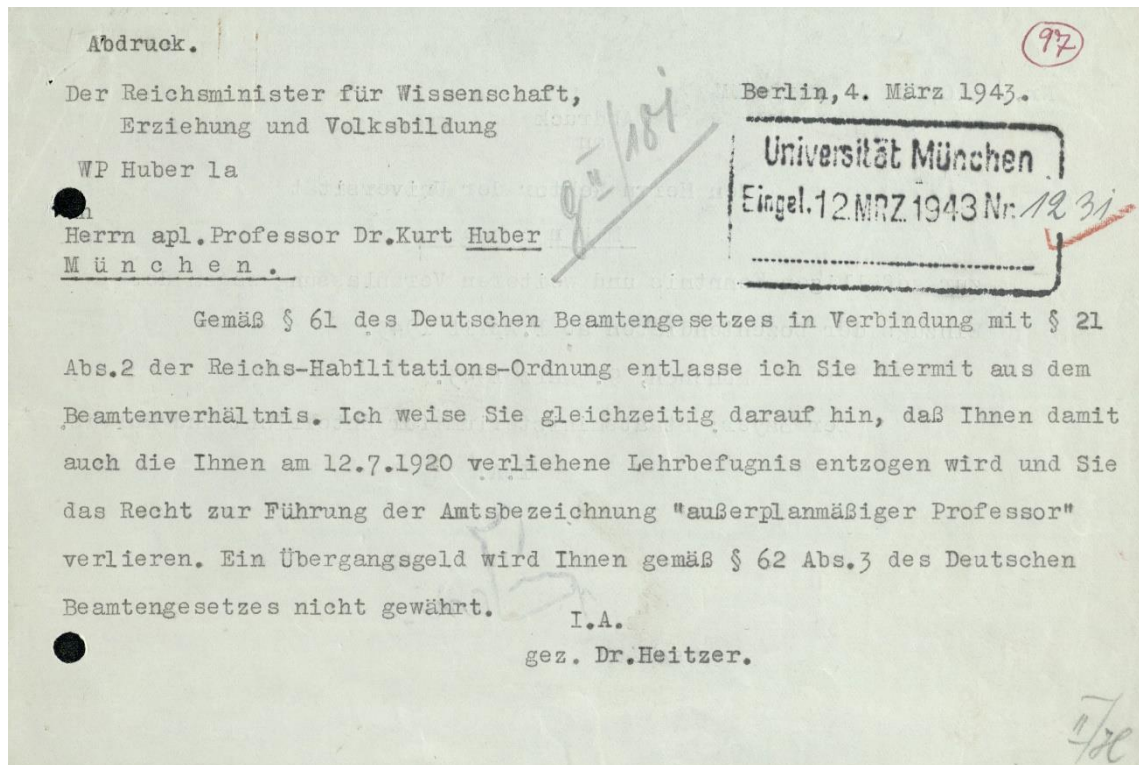 Abdruck.
97
Der Reichsminister für Wissenschaft,
Erziehung und Volksbildung
Berlin, 4. März 1943.
WP Huber la
Universität München
Eingel. 12. MRZ. 1943 Nr. 1231
Herrn apl.Professor Dr.Kurt Huber
München.
Gemäß § 61 des Deutschen Beamtengesetzes in Verbindung mit § 21
Abs.2 der Reichs-Habilitations-Ordnung entlasse ich Sie hiermit aus dem
Beamtenverhältnis. Ich weise Sie gleichzeitig darauf hin, daß Ihnen damit
auch die Ihnen am 12.7.1920 verliehene Lehrbefugnis entzogen wird und Sie
das Recht zur Führung der Amtsbezeichnung "außerplanmäßiger Professor"
verlieren. Ein Übergangsgeld wird Ihnen gemäß § 62 Abs.3 des Deutschen
Beamtengesetzes nicht gewährt.
I.A.
gez. Dr.Heitzer.